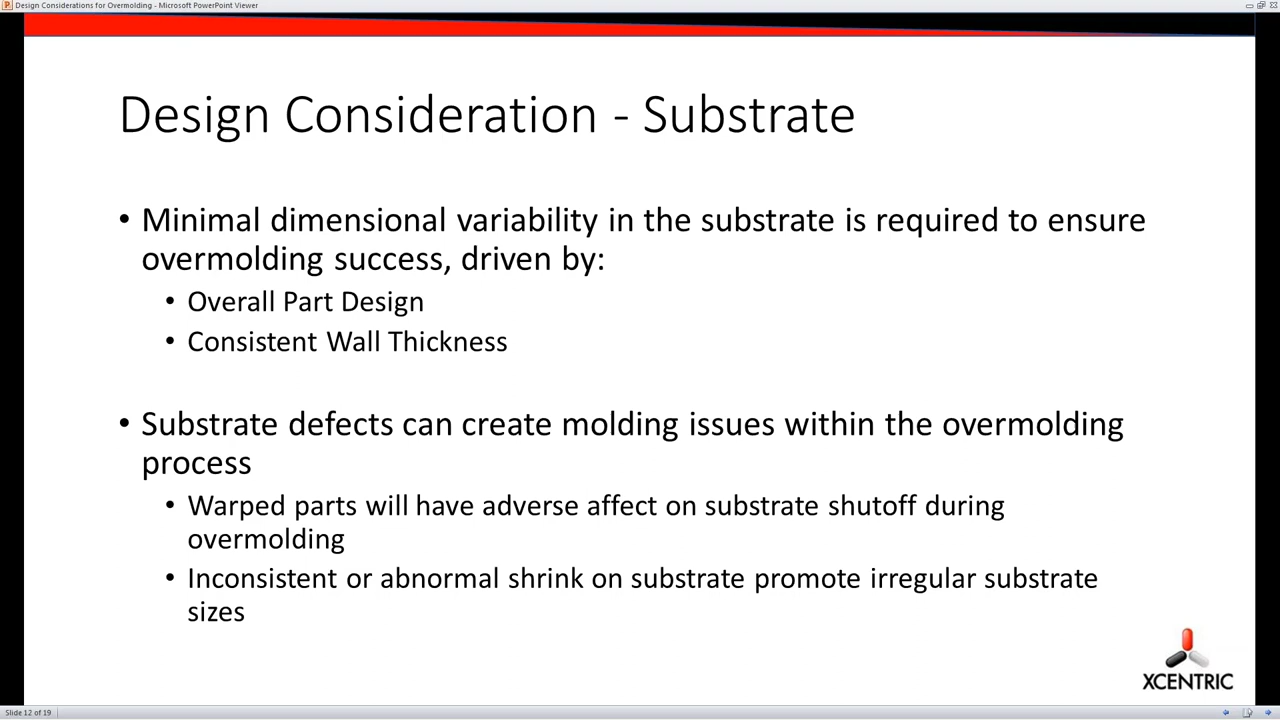 Design Considerations for Overmolding - Microsoft PowerPoint Viewer
Design Consideration - Substrate
• Minimal dimensional variability in the substrate is required to ensure
overmolding success, driven by:
• Overall Part Design
• Consistent Wall Thickness
• Substrate defects can create molding issues within the overmolding
process
• Warped parts will have adverse affect on substrate shutoff during
overmolding
• Inconsistent or abnormal shrink on substrate promote irregular substrate
sizes
XCENTRIC
Slide 12 of 19